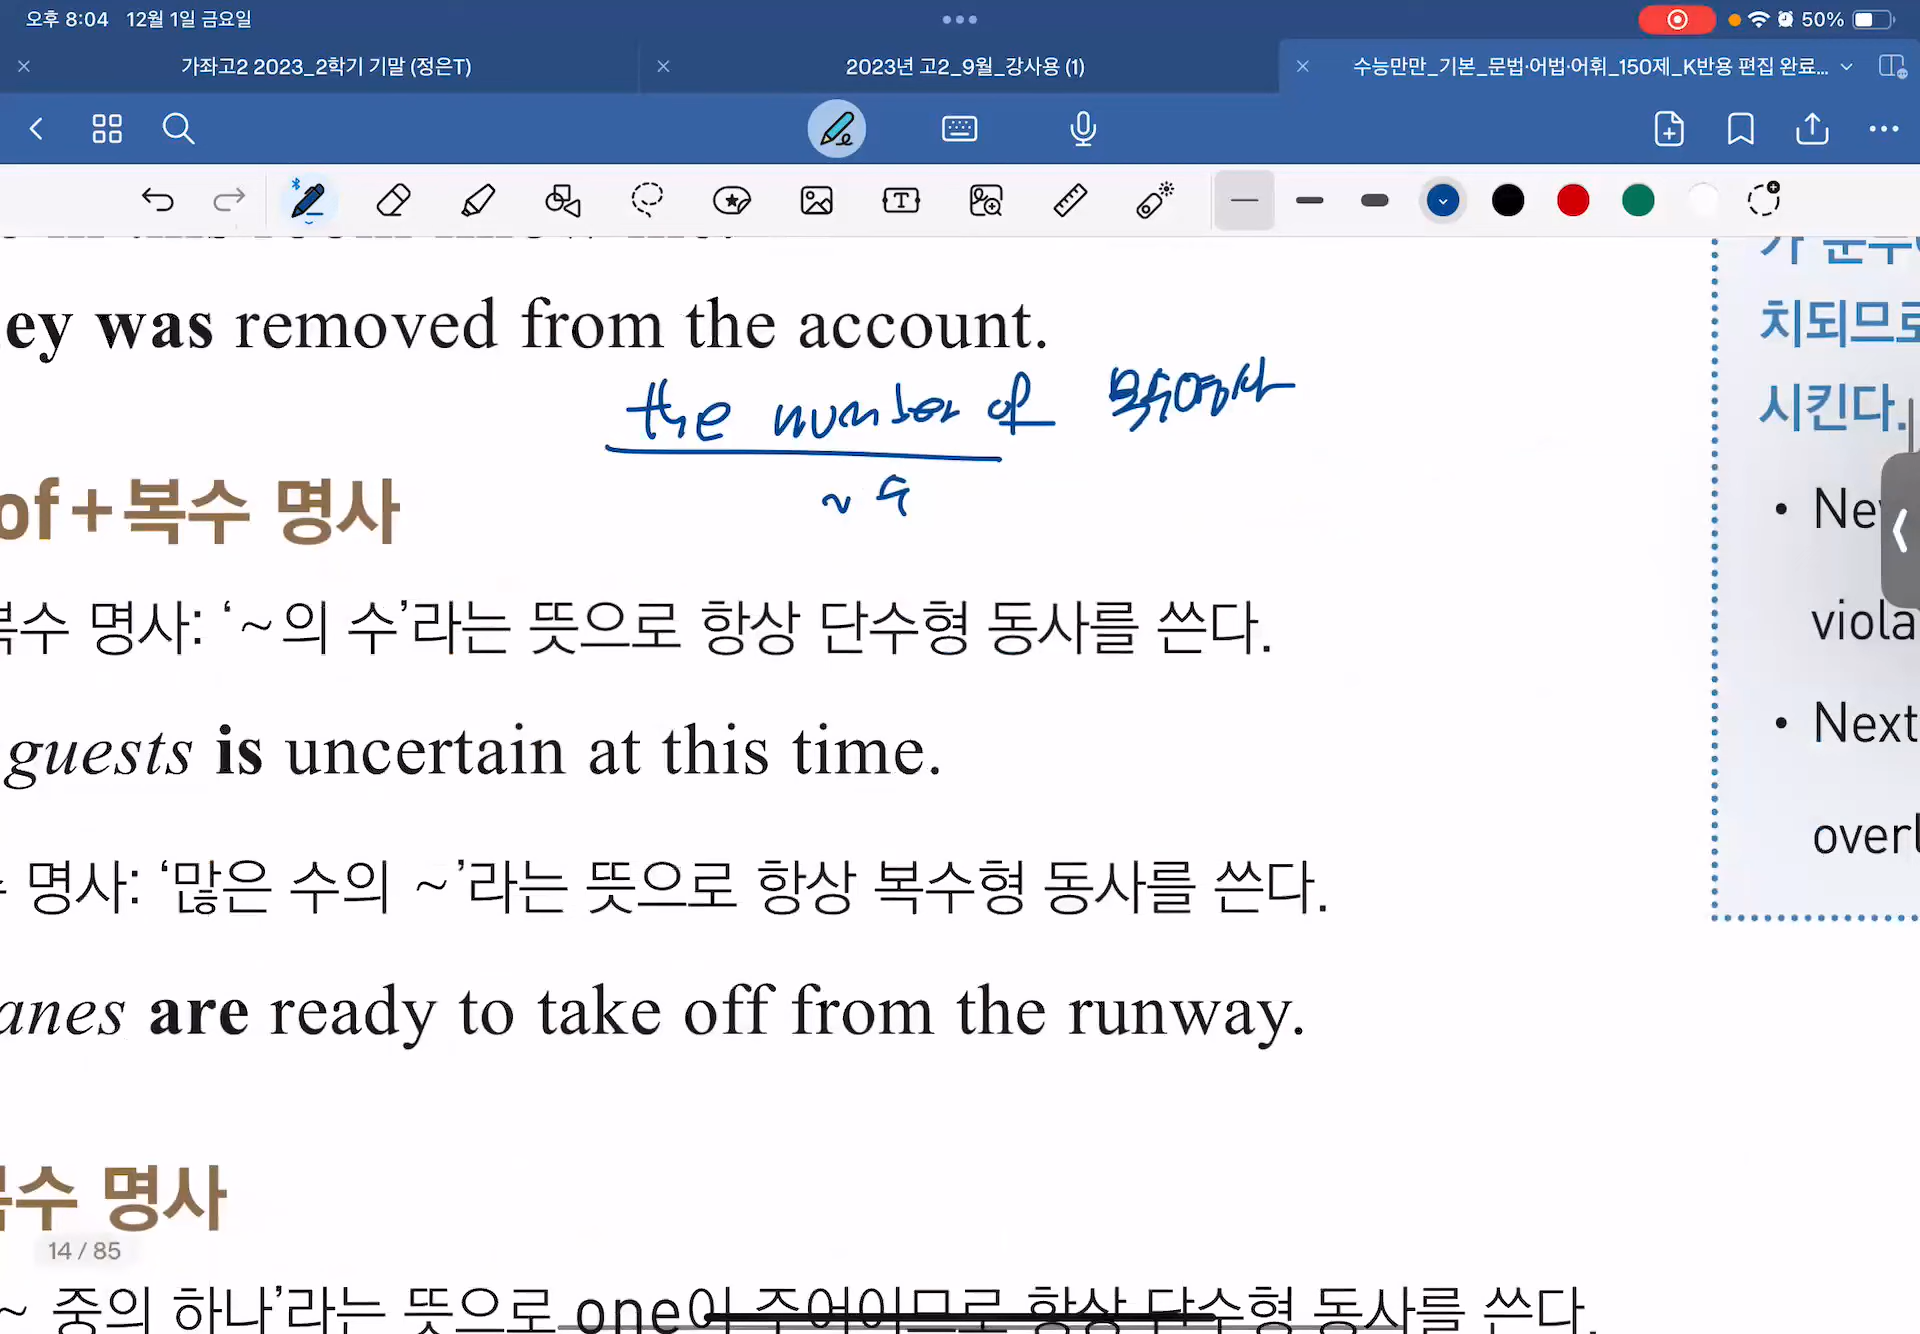 오후 8:04 12월 1일 금요일
50%
가좌고2 2023_2학기 기말 (정은T)
2023년 고2_9월_강사용 (1)
수능만만_기본_문법·어법·어휘_150제_K반용 편집 완료...
ey was removed from the account.
the number of 복수명사
~ 수
of+복수 명사
복수 명사: ‘~의 수’라는 뜻으로 항상 단수형 동사를 쓴다.
guests is uncertain at this time.
명사: ‘많은 수의 ~’라는 뜻으로 항상 복수형 동사를 쓴다.
anes are ready to take off from the runway.
복수 명사
14 / 85
~ 중의 하나’라는 뜻으로 one이 주어이므로 항상 단수형 동사를 쓴다.
치되므로
시킨다.
• Ne
viola
• Next
overl